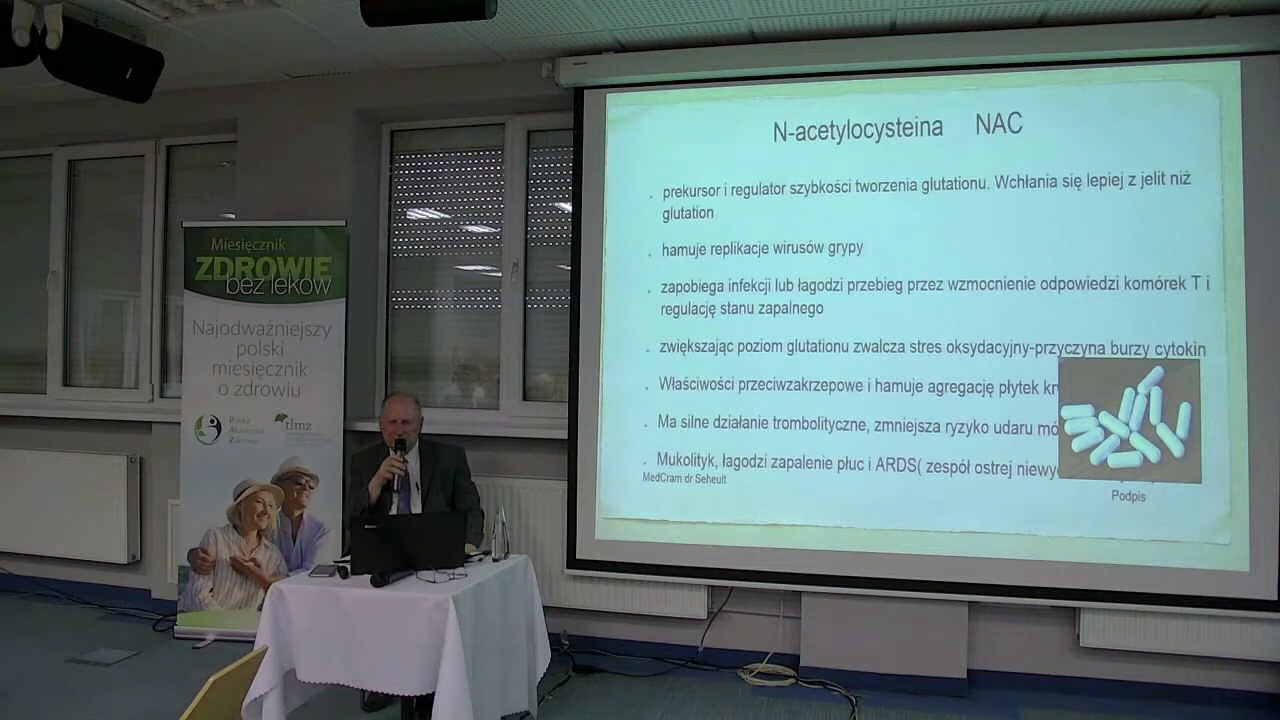 Miesięcznik
ZDROWIE
bez leków
Najodważniejszy
polski
miesięcznik
o zdrowiu
Polska
Akademia
Zdrowia
tlmz
N-acetylocysteina NAC
. prekursor i regulator szybkości tworzenia glutationu. Wchłania się lepiej z jelit niż
glutation
. hamuje replikacje wirusów grypy
. zapobiega infekcji lub łagodzi przebieg przez wzmocnienie odpowiedzi komórek T i
regulację stanu zapalnego
. zwiększając poziom glutationu zwalcza stres oksydacyjny-przyczyna burzy cytokin
. Właściwości przeciwzakrzepowe i hamuje agregację płytek kr
. Ma silne działanie trombolityczne, zmniejsza ryzyko udaru mó
. Mukolityk, łagodzi zapalenie płuc i ARDS( zespół ostrej niewy
MedCram dr Seheult
Podpis